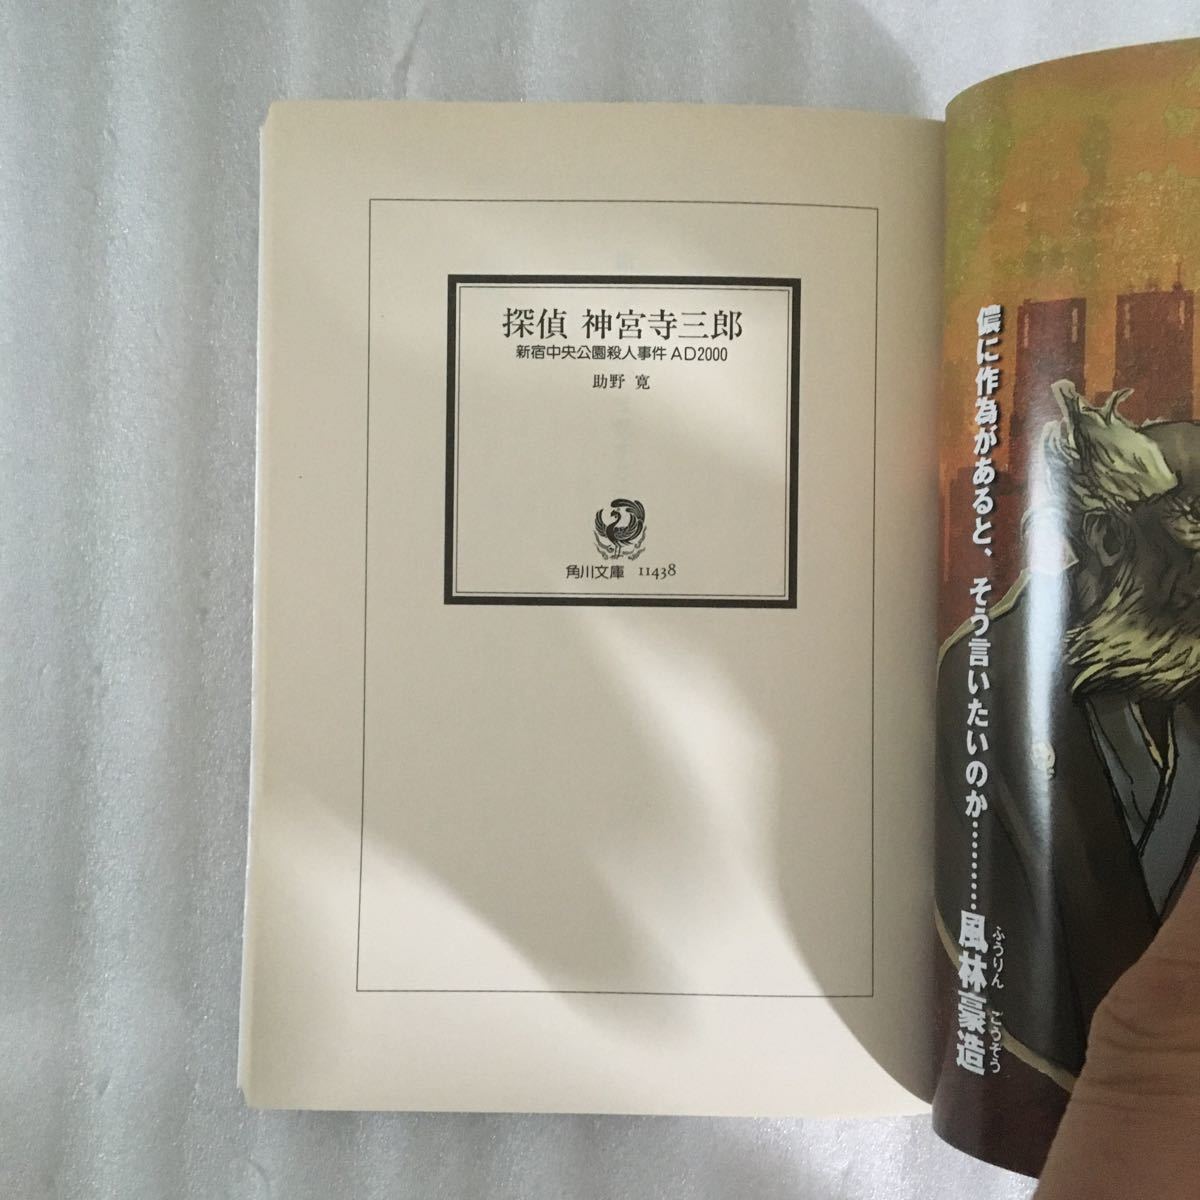 探偵 神宮寺三郎
新宿中央公園殺人事件 AD2000
助野 寛
角川文庫 11438
儂に作為があると、そう言いたいのか………
風林豪造
ふうりん ごうぞう